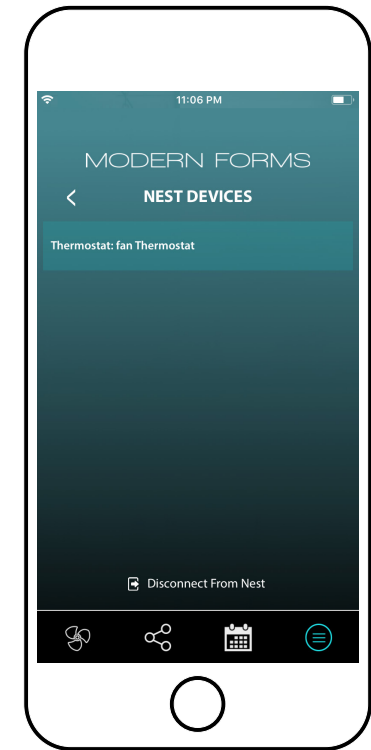 11:06 PM
MODERN FORMS
NEST DEVICES
Thermostat: fan Thermostat
Disconnect From Nest